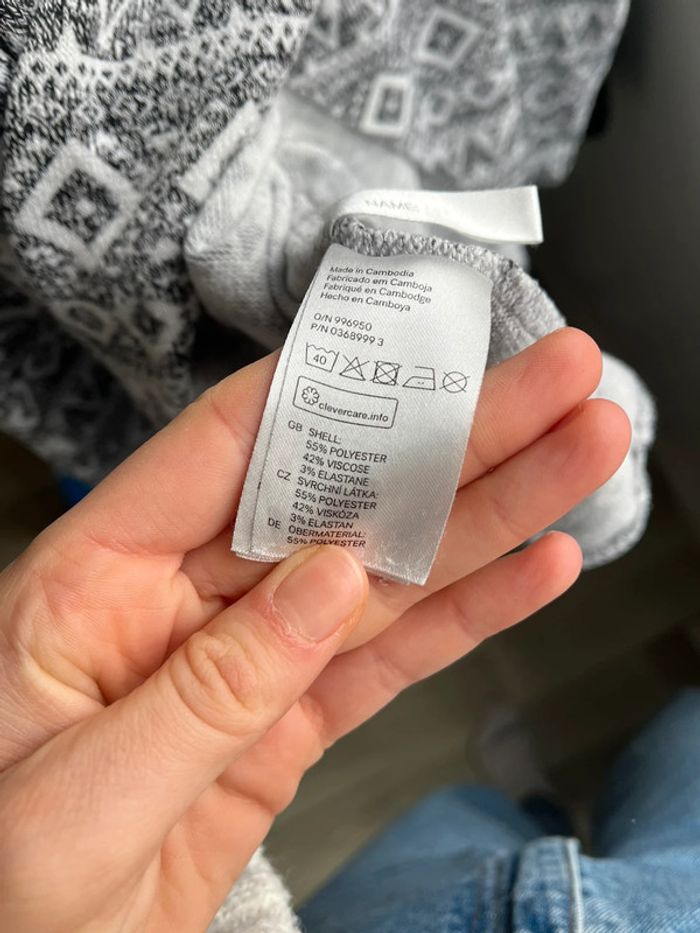 NAME:
Made in Cambodia
Fabricado em Camboja
Fabriqué en Cambodge
Hecho en Camboya
O/N 996950
P/N 0368999 3
40
clevercare.info
GB SHELL:
55% POLYESTER
42% VISCOSE
3% ELASTANE
CZ SVRCHNÍ LÁTKA:
55% POLYESTER
42% VISKÓZA
3% ELASTAN
DE OBERMATERIAL:
55% POLYESTER